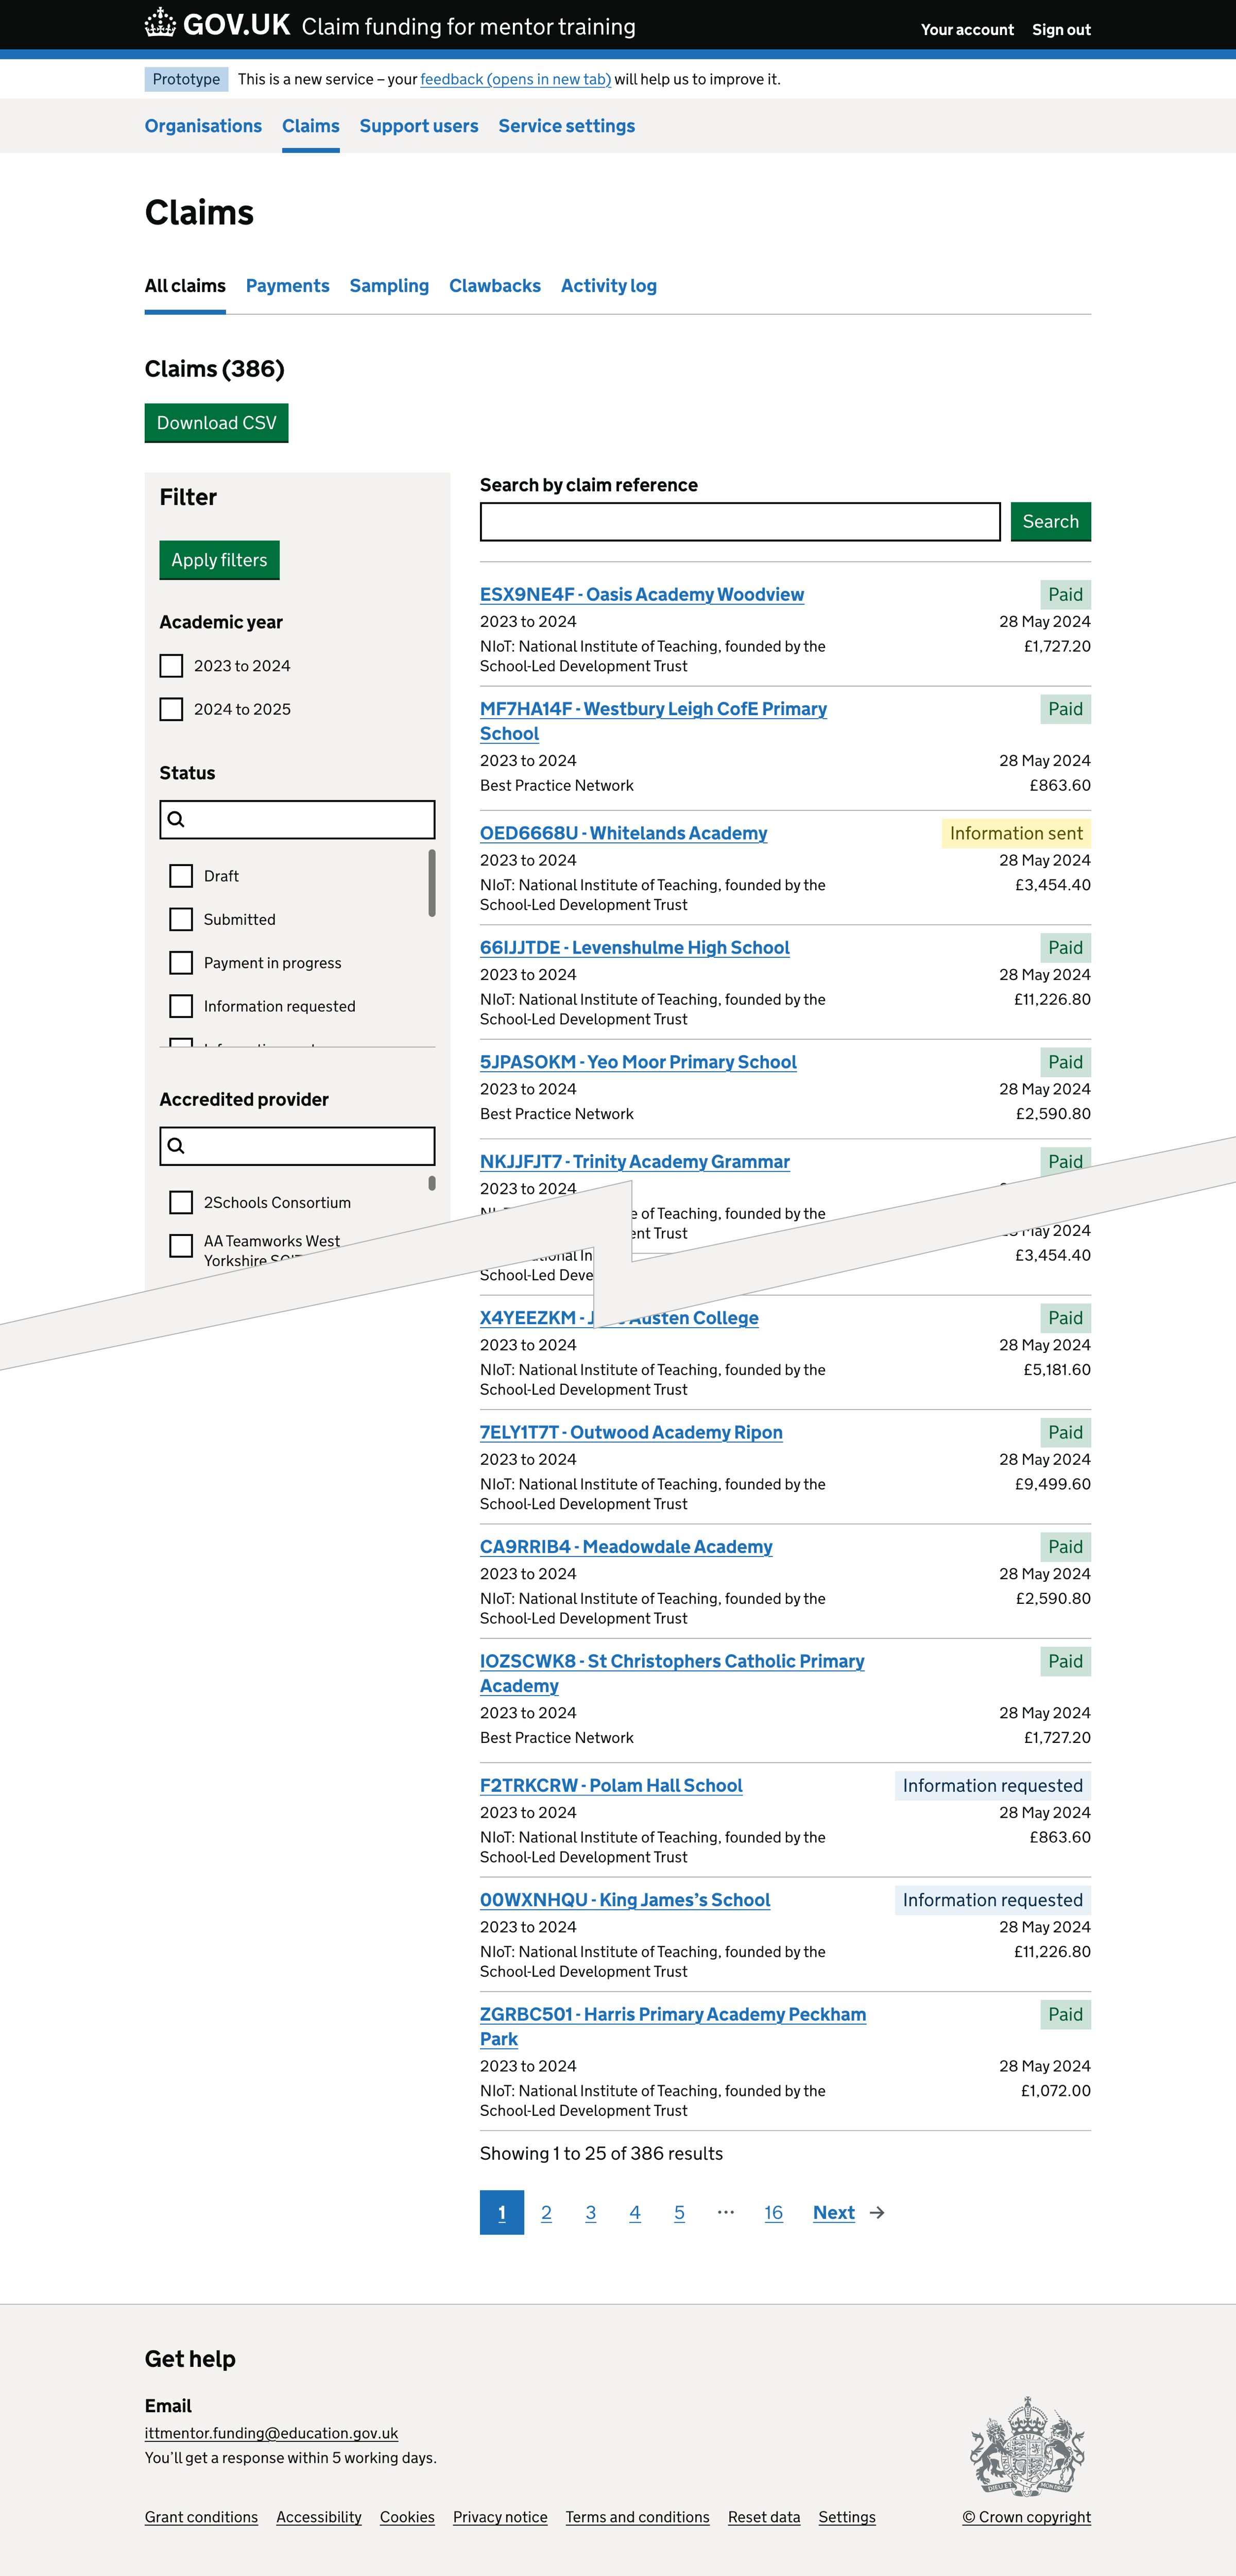 GOV.UK Claim funding for mentor training
Your account Sign out
Prototype This is a new service – your feedback (opens in new tab) will help us to improve it.
Organisations Claims Support users Service settings
Claims
All claims Payments Sampling Clawbacks Activity log
Claims (386)
Download CSV
Filter
Apply filters
Academic year
2023 to 2024
2024 to 2025
Status
Draft
Submitted
Payment in progress
Information requested
Accredited provider
2Schools Consortium
AA Teamworks West
Yorkshire
Search by claim reference
Search
ESX9NE4F - Oasis Academy Woodview Paid
2023 to 2024 28 May 2024
NIoT: National Institute of Teaching, founded by the £1,727.20
School-Led Development Trust
MF7HA14F - Westbury Leigh CofE Primary Paid
School
2023 to 2024 28 May 2024
Best Practice Network £863.60
OED6668U - Whitelands Academy Information sent
2023 to 2024 28 May 2024
NIoT: National Institute of Teaching, founded by the £3,454.40
School-Led Development Trust
66IJJTDE - Levenshulme High School Paid
2023 to 2024 28 May 2024
NIoT: National Institute of Teaching, founded by the £11,226.80
School-Led Development Trust
5JPASOKM - Yeo Moor Primary School Paid
2023 to 2024 28 May 2024
Best Practice Network £2,590.80
NKJJFJT7 - Trinity Academy Grammar Paid
2023 to 2024
of Teaching, founded by the
May 2024
£3,454.40
School-Led
X4YEEZKM - Austen College Paid
2023 to 2024 28 May 2024
NIoT: National Institute of Teaching, founded by the £5,181.60
School-Led Development Trust
7ELY1T7T - Outwood Academy Ripon Paid
2023 to 2024 28 May 2024
NIoT: National Institute of Teaching, founded by the £9,499.60
School-Led Development Trust
CA9RRIB4 - Meadowdale Academy Paid
2023 to 2024 28 May 2024
NIoT: National Institute of Teaching, founded by the £2,590.80
School-Led Development Trust
IOZSCWK8 - St Christophers Catholic Primary Paid
Academy
2023 to 2024 28 May 2024
Best Practice Network £1,727.20
F2TRKCRW - Polam Hall School Information requested
2023 to 2024 28 May 2024
NIoT: National Institute of Teaching, founded by the £863.60
School-Led Development Trust
00WXNHQU - King James’s School Information requested
2023 to 2024 28 May 2024
NIoT: National Institute of Teaching, founded by the £11,226.80
School-Led Development Trust
ZGRBC501 - Harris Primary Academy Peckham Paid
Park
2023 to 2024 28 May 2024
NIoT: National Institute of Teaching, founded by the £1,072.00
School-Led Development Trust
Showing 1 to 25 of 386 results
1 2 3 4 5 ⋯ 16 Next →
Get help
Email
ittmentor.funding@education.gov.uk
You’ll get a response within 5 working days.
DIEU ET MON DROIT
Grant conditions Accessibility Cookies Privacy notice Terms and conditions Reset data Settings © Crown copyright